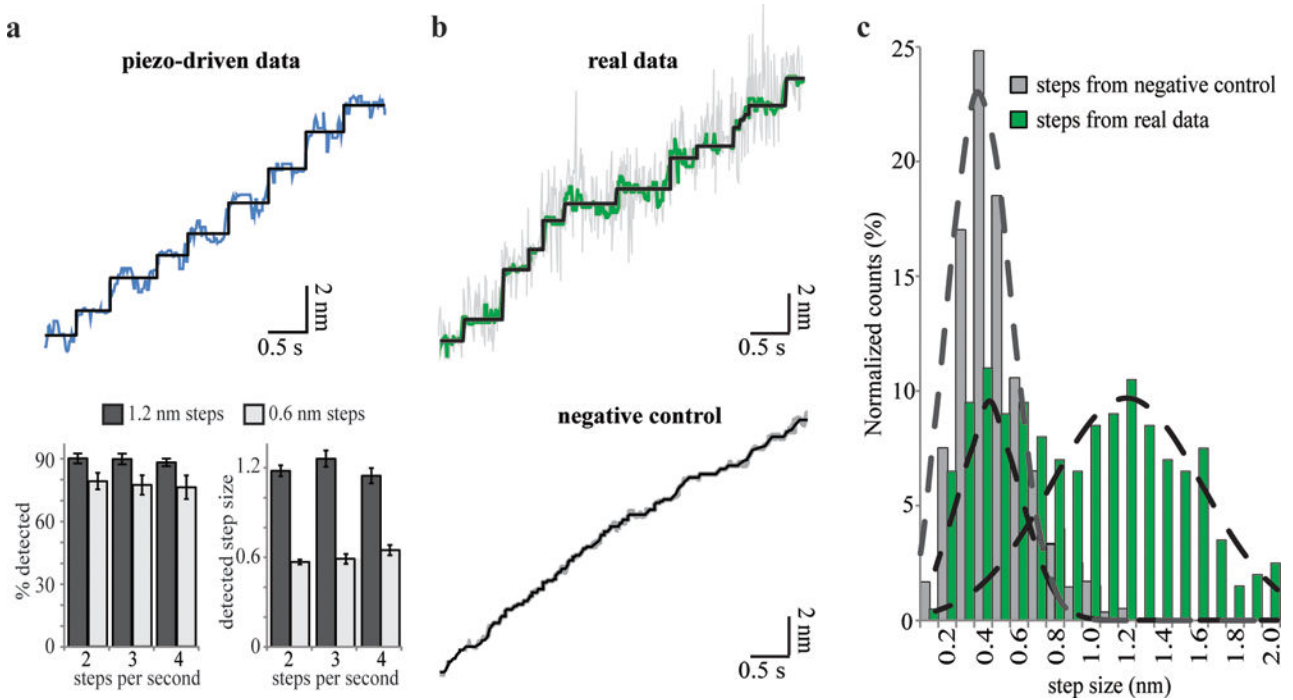 a
piezo-driven data
2 nm
0.5 s
1.2 nm steps
0.6 nm steps
% detected
90
60
30
0
2
3
4
steps per second
detected step size
1.2
0.6
0
2
3
4
steps per second
b
real data
2 nm
0.5 s
negative control
2 nm
0.5 s
c
steps from negative control
steps from real data
Normalized counts (%)
25
20
15
10
5
0
0.2
0.4
0.6
0.8
1.0
1.2
1.4
1.6
1.8
2.0
step size (nm)